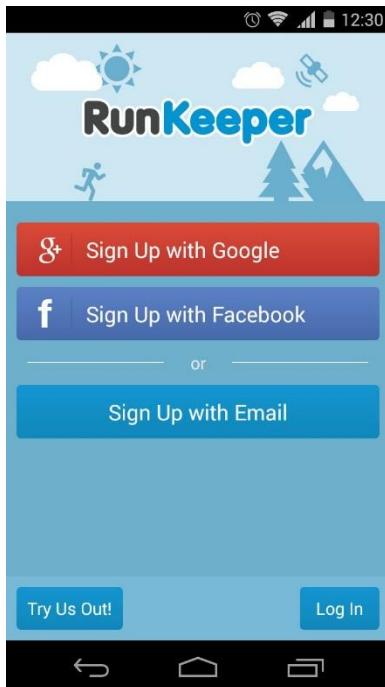 12:30
RunKeeper
g+ Sign Up with Google
f Sign Up with Facebook
or
Sign Up with Email
Try Us Out! Log In